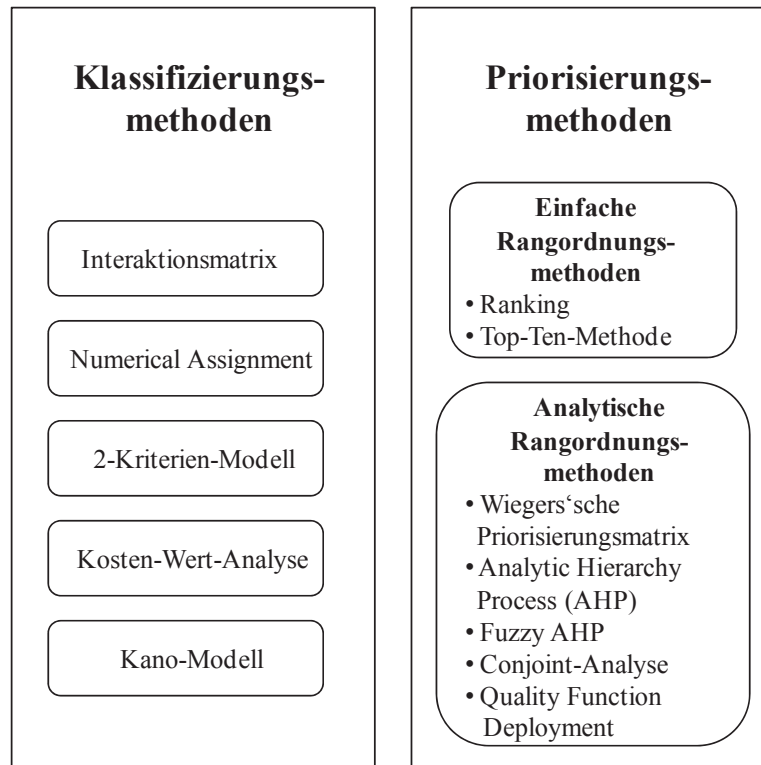 Klassifizierungs-
methoden
Interaktionsmatrix
Numerical Assignment
2-Kriterien-Modell
Kosten-Wert-Analyse
Kano-Modell
Priorisierungs-
methoden
Einfache
Rangordnungs-
methoden
• Ranking
• Top-Ten-Methode
Analytische
Rangordnungs-
methoden
• Wiegers‘sche
Priorisierungsmatrix
• Analytic Hierarchy
Process (AHP)
• Fuzzy AHP
• Conjoint-Analyse
• Quality Function
Deployment